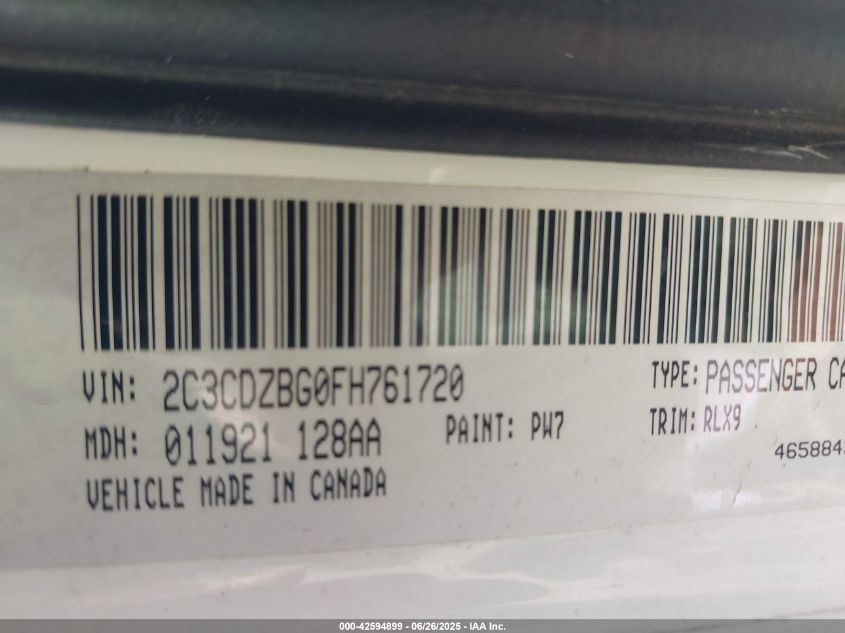 VIN: 2C3CDZBG0FH761720 TYPE: PASSENGER
MDH: 011921 128AA PAINT: PW7 TRIM: RLX9
VEHICLE MADE IN CANADA
000-42594899 - 06/26/2025 - IAA Inc.